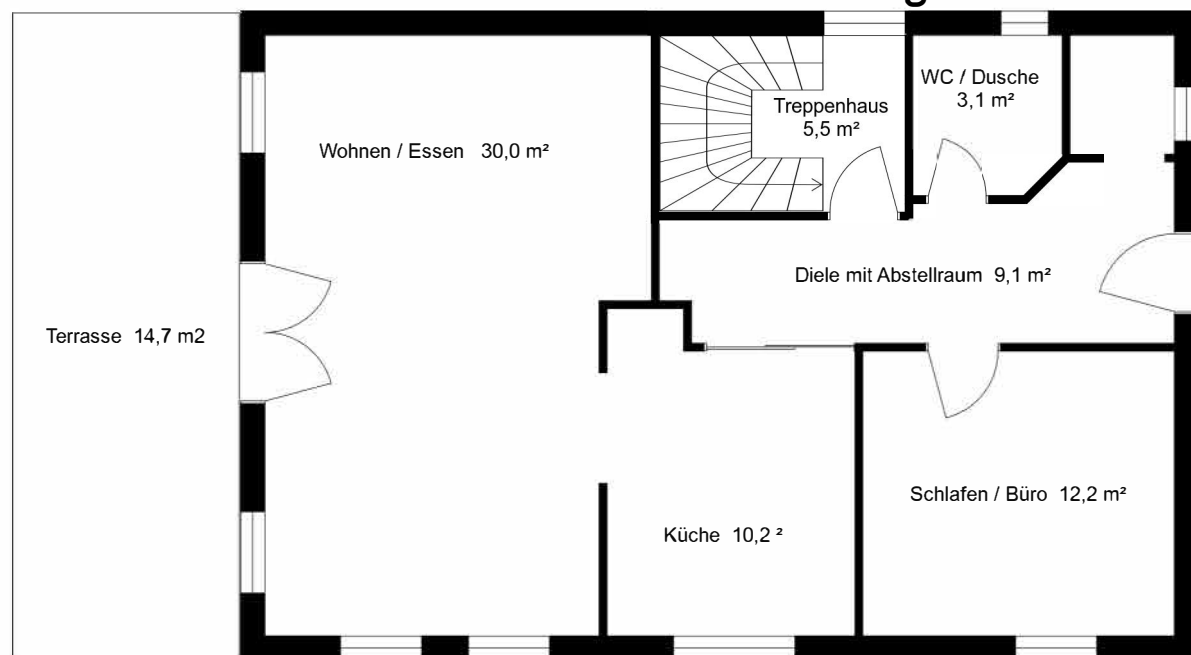 g
WC / Dusche
3,1 m²
Treppenhaus
5,5 m²
Wohnen / Essen 30,0 m²
Diele mit Abstellraum 9,1 m²
Terrasse 14,7 m2
Schlafen / Büro 12,2 m²
Küche 10,2 ²